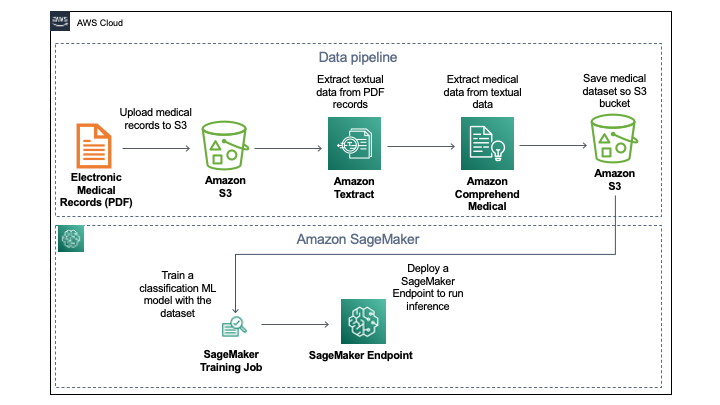 aws
AWS Cloud
Data pipeline
Upload medical
records to S3
Extract textual
data from PDF
records
Extract medical
data from textual
data
Save medical
dataset so S3
bucket
Electronic
Medical
Records (PDF)
Amazon
S3
Amazon
Textract
Amazon
Comprehend
Medical
Amazon
S3
Amazon SageMaker
Train a
classification ML
model with the
dataset
Deploy a
SageMaker
Endpoint to run
inference
SageMaker
Training Job
SageMaker Endpoint